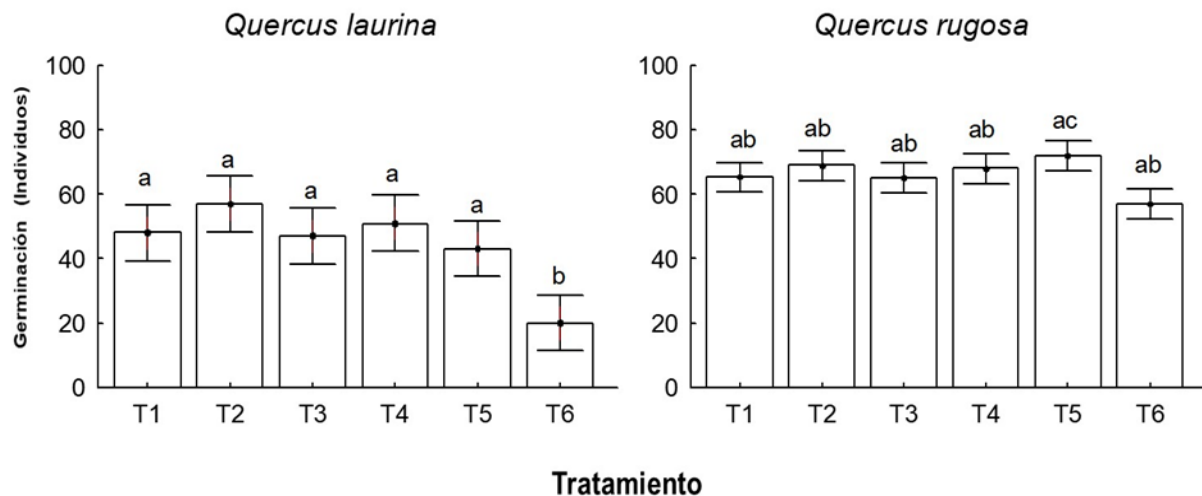 Quercus laurina
Germinación (Individuos)
100
80
60
40
20
0
a
a
a
a
a
b
T1 T2 T3 T4 T5 T6
Quercus rugosa
100
80
60
40
20
0
ab
ab
ab
ab
ac
ab
T1 T2 T3 T4 T5 T6
Tratamiento